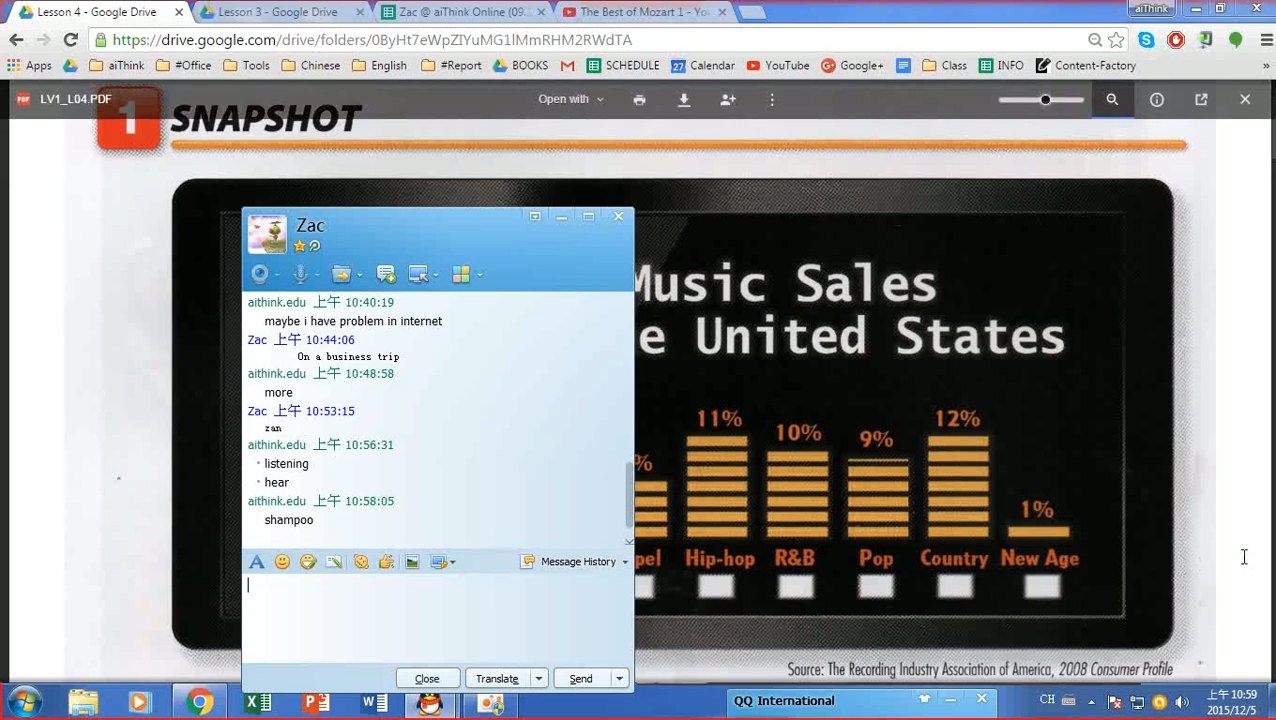 Lesson 4 - Google Drive
Lesson 3 - Google Drive
Zac @ aiThink Online (09.
The Best of Mozart 1 - Yo
aiThink
https://drive.google.com/drive/folders/0ByHt7eWpZIYuMG1lMmRHM2RWdTA
Apps aiThink #Office Tools Chinese English #Report BOOKS SCHEDULE 27 Calendar YouTube Google+ Class INFO Content-Factory
PDF LV1_L04.PDF Open with
1 SNAPSHOT
Music Sales
e United States
% 11% 10% 9% 12% 1%
pel Hip-hop R&B Pop Country New Age
Source: The Recording Industry Association of America, 2008 Consumer Profile
Zac
aithink.edu 上午 10:40:19
maybe i have problem in internet
Zac 上午 10:44:06
On a business trip
aithink.edu 上午 10:48:58
more
Zac 上午 10:53:15
zan
aithink.edu 上午 10:56:31
listening
hear
aithink.edu 上午 10:58:05
shampoo
Message History
Close Translate Send
QQ International
CH
上午 10:59
2015/12/5